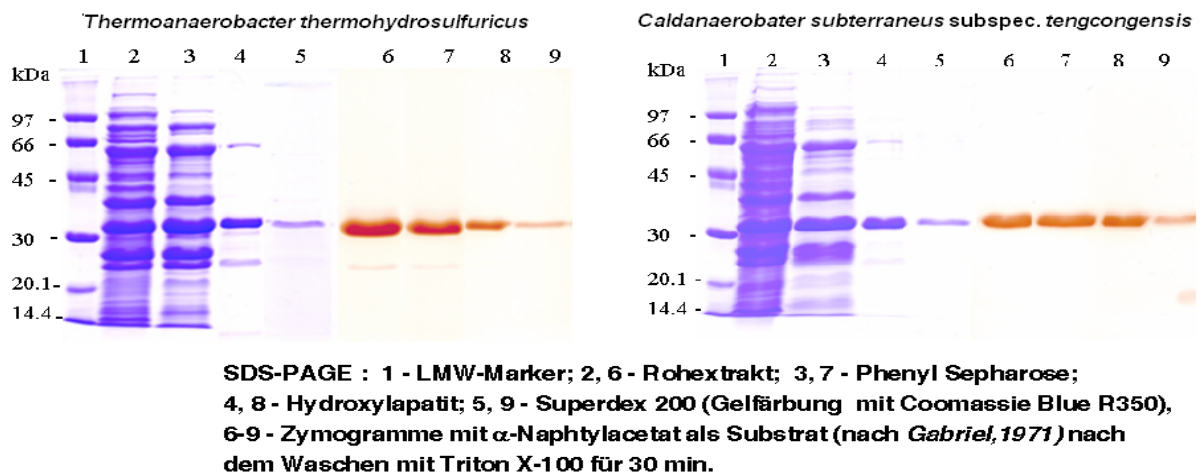 Thermoanaerobacter thermohydrosulfuricus
1 2 3 4 5 6 7 8 9
kDa
97 -
66 -
45 -
30 -
20.1 -
14.4 -
Caldanaerobater subterraneus subspec. tengcongensis
1 2 3 4 5 6 7 8 9
kDa
97 -
66 -
45 -
30 -
20.1 -
14.4 -
SDS-PAGE : 1 - LMW-Marker; 2, 6 - Rohextrakt; 3, 7 - Phenyl Sepharose;
4, 8 - Hydroxylapatit; 5, 9 - Superdex 200 (Gelfärbung mit Coomassie Blue R350),
6-9 - Zymogramme mit α-Naphtylacetat als Substrat (nach Gabriel,1971) nach
dem Waschen mit Triton X-100 für 30 min.